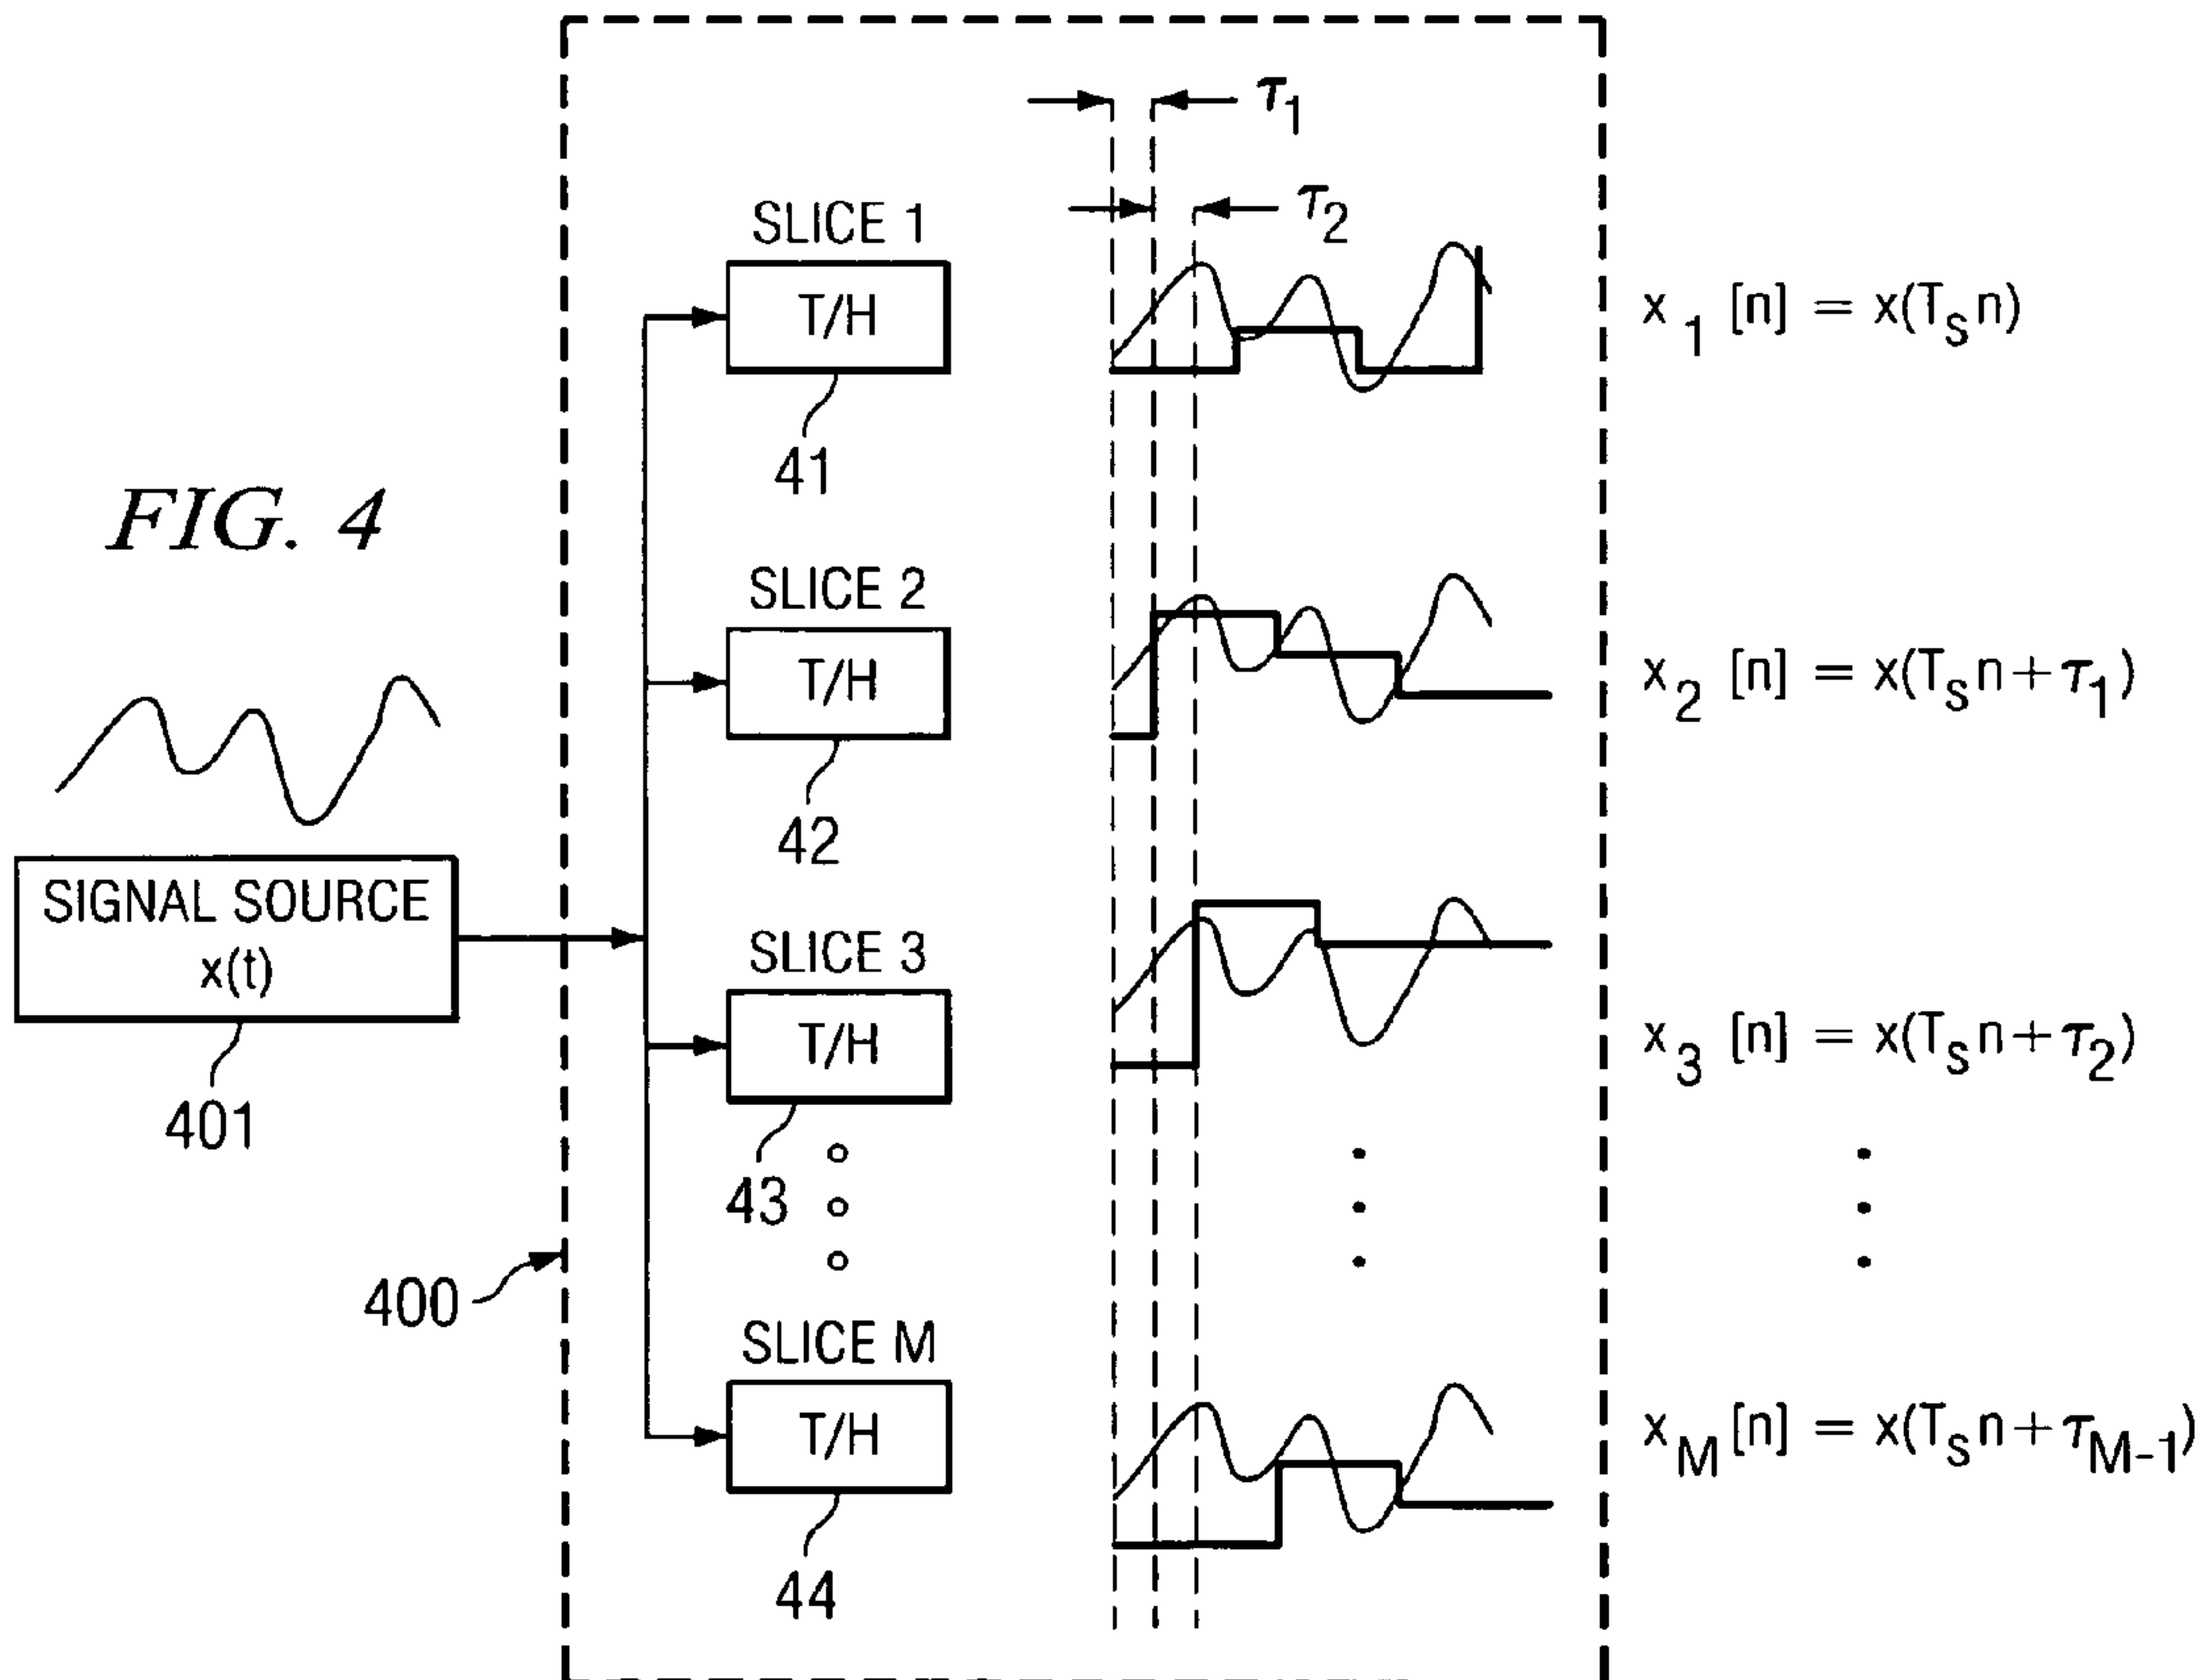 τ1
τ2
SLICE 1
T/H
41
x1 [n] = x(TSn)
FIG. 4
SLICE 2
T/H
42
x2 [n] = x(TSn+τ1)
SIGNAL SOURCE
x(t)
401
SLICE 3
T/H
43
x3 [n] = x(TSn+τ2)
400
SLICE M
T/H
44
xM[n] = x(TSn+τM-1)